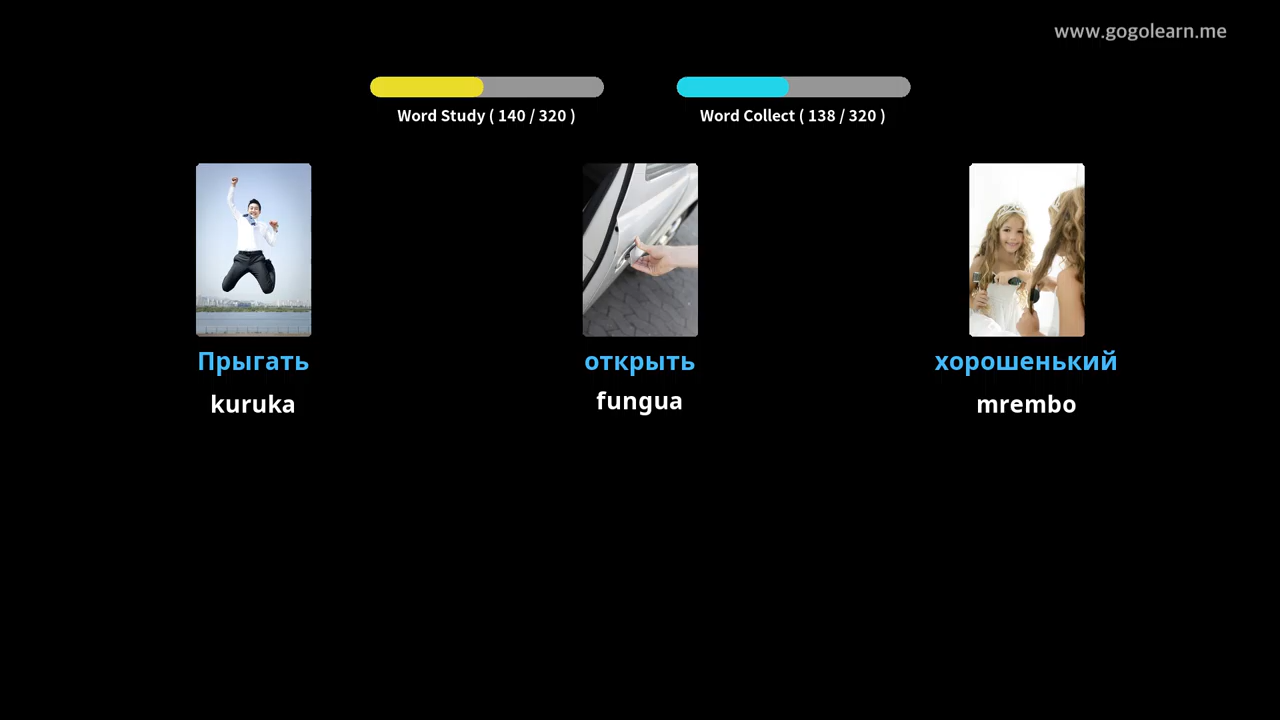 www.gogolearn.me
Word Study ( 140 / 320 )
Word Collect ( 138 / 320 )
Прыгать
открыть
хорошенький
kuruka
fungua
mrembo